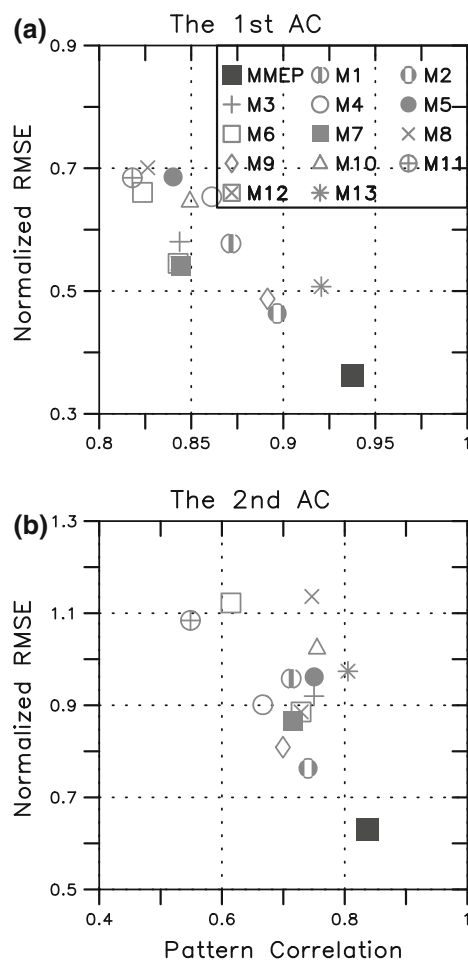 (a) The 1st AC
0.9
MMEP M1 M2
M3 M4 M5
M6 M7 M8
M9 M10 M11
M12 M13
0.7
0.5
0.3
Normalized RMSE
0.8 0.85 0.9 0.95 1
(b) The 2nd AC
1.3
1.1
0.9
0.7
0.5
Normalized RMSE
0.4 0.6 0.8 1
Pattern Correlation